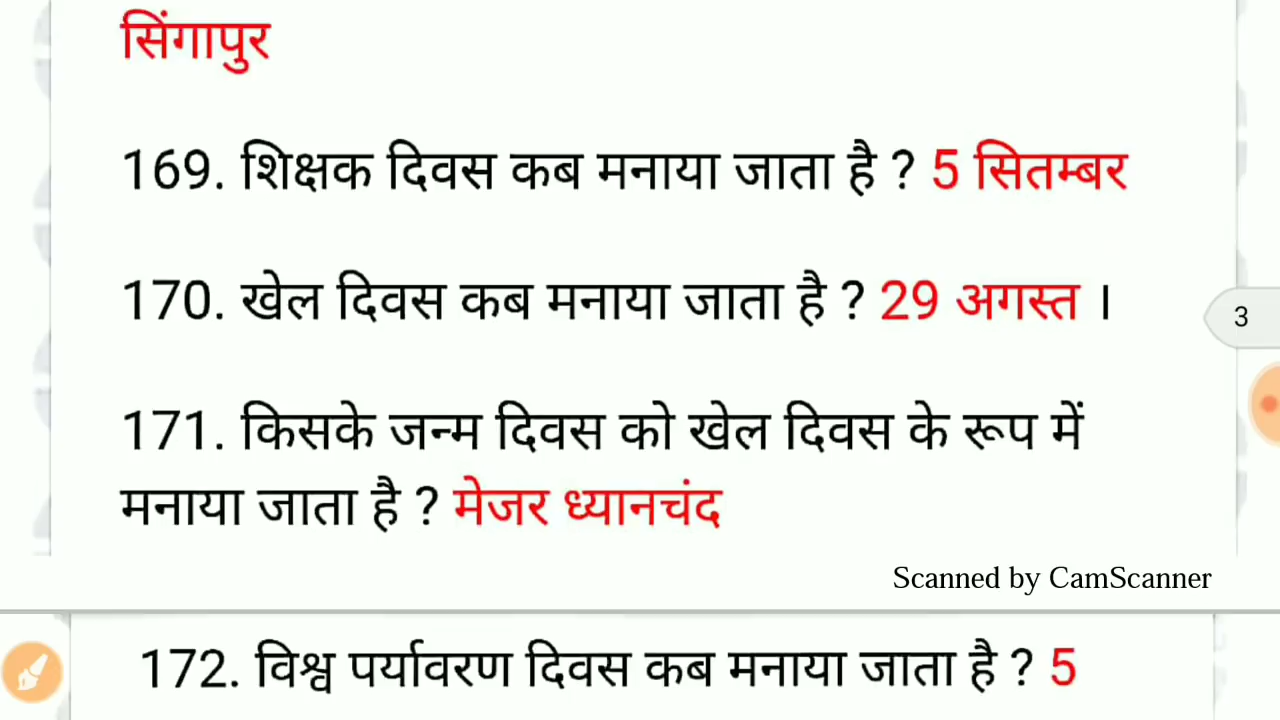 सिंगापुर
169. शिक्षक दिवस कब मनाया जाता है ? 5 सितम्बर
170. खेल दिवस कब मनाया जाता है ? 29 अगस्त ।
3
171. किसके जन्म दिवस को खेल दिवस के रूप में
मनाया जाता है ? मेजर ध्यानचंद
Scanned by CamScanner
172. विश्व पर्यावरण दिवस कब मनाया जाता है ? 5